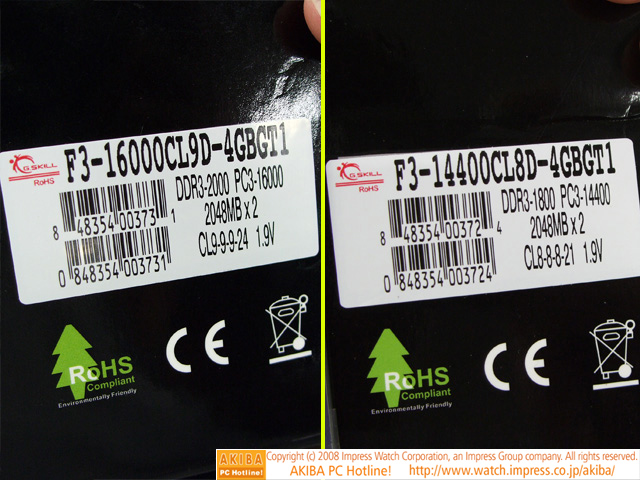 G.SKILL
RoHS
F3-16000CL9D-4GBGT1
DDR3-2000 PC3-16000
2048MB x 2
CL9-9-9-24 1.9V
8 48354 00373 1
0 848354 003731
RoHS
Compliant
Environmentally Friendly
CE
G.SKILL
RoHS
F3-14400CL8D-4GBGT1
DDR3-1800 PC3-14400
2048MB x 2
CL8-8-8-21 1.9V
8 48354 00372 4
0 848354 003724
RoHS
Compliant
Environmentally Friendly
CE
AKIBA
PC Hotline!
Copyright (c) 2008 Impress Watch Corporation, an Impress Group company. All rights reserved.
AKIBA PC Hotline! http://www.watch.impress.co.jp/akiba/